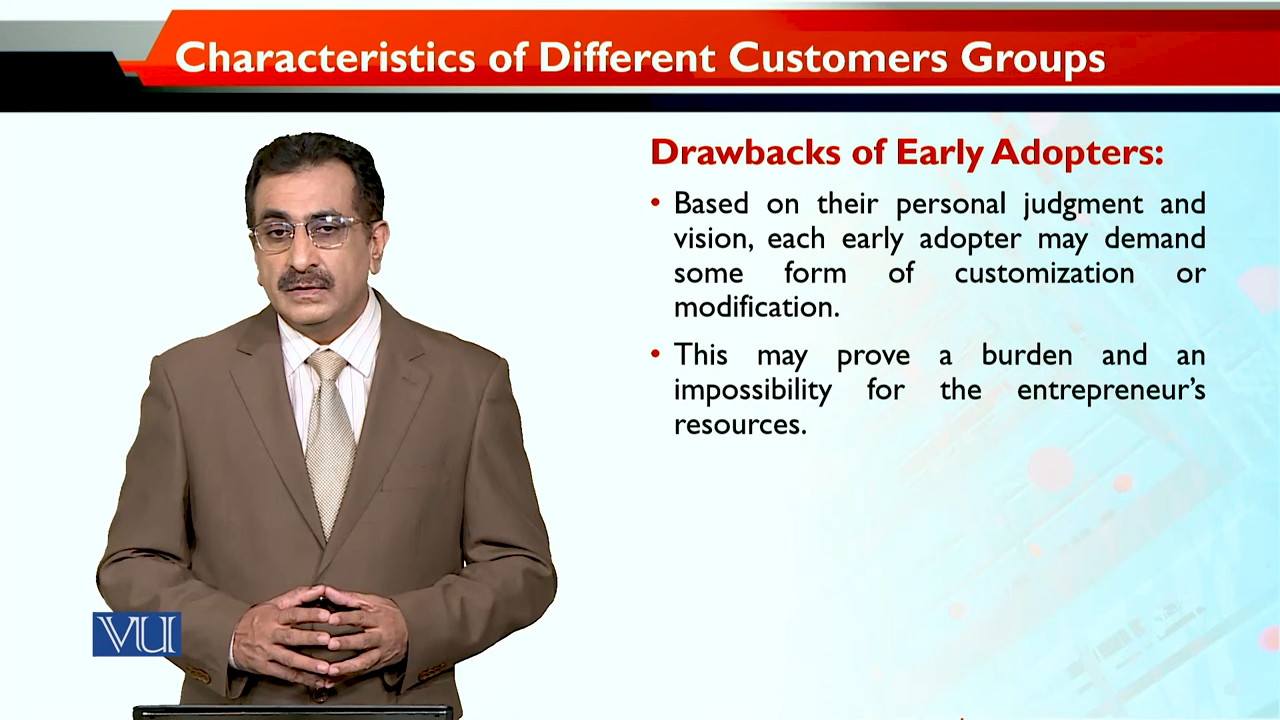 Characteristics of Different Customers Groups
Drawbacks of Early Adopters:
• Based on their personal judgment and
vision, each early adopter may demand
some form of customization or
modification.
• This may prove a burden and an
impossibility for the entrepreneur’s
resources.
VU